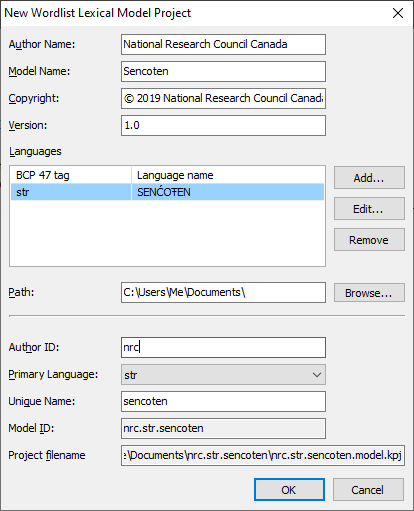 New Wordlist Lexical Model Project
Author Name: National Research Council Canada
Model Name: Sencoten
Copyright: © 2019 National Research Council Canada
Version: 1.0
Languages
BCP 47 tag Language name
str SENĆOŦEN
Add...
Edit...
Remove
Path: C:\Users\Me\Documents\ Browse...
Author ID: nrc
Primary Language: str
Unique Name: sencoten
Model ID: nrc.str.sencoten
Project filename :\Documents\nrc.str.sencoten\nrc.str.sencoten.model.kpj
OK Cancel